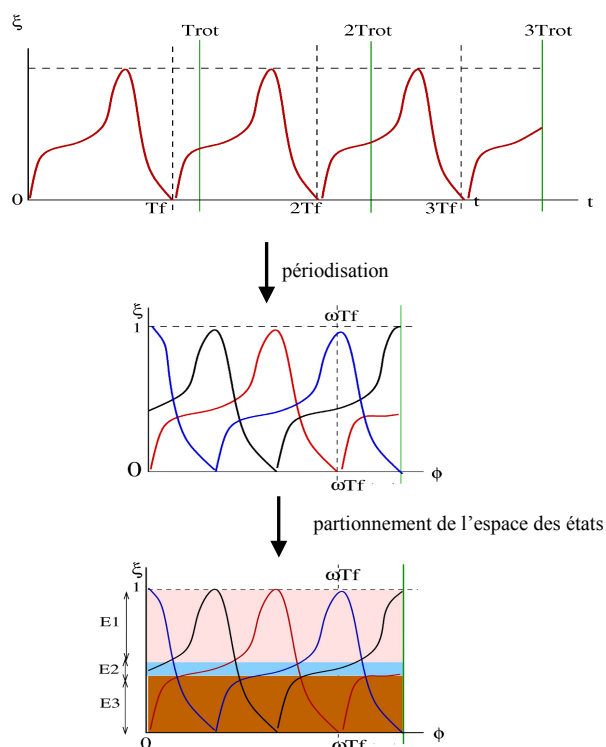 ξ
Trot 2Trot 3Trot
O Tf 2Tf 3Tf t t
périodisation
ξ
1 ωTf
O ωTf ϕ
partionnement de l'espace des états
ξ
1 ωTf
E1
E2
E3
O ωTf ϕ